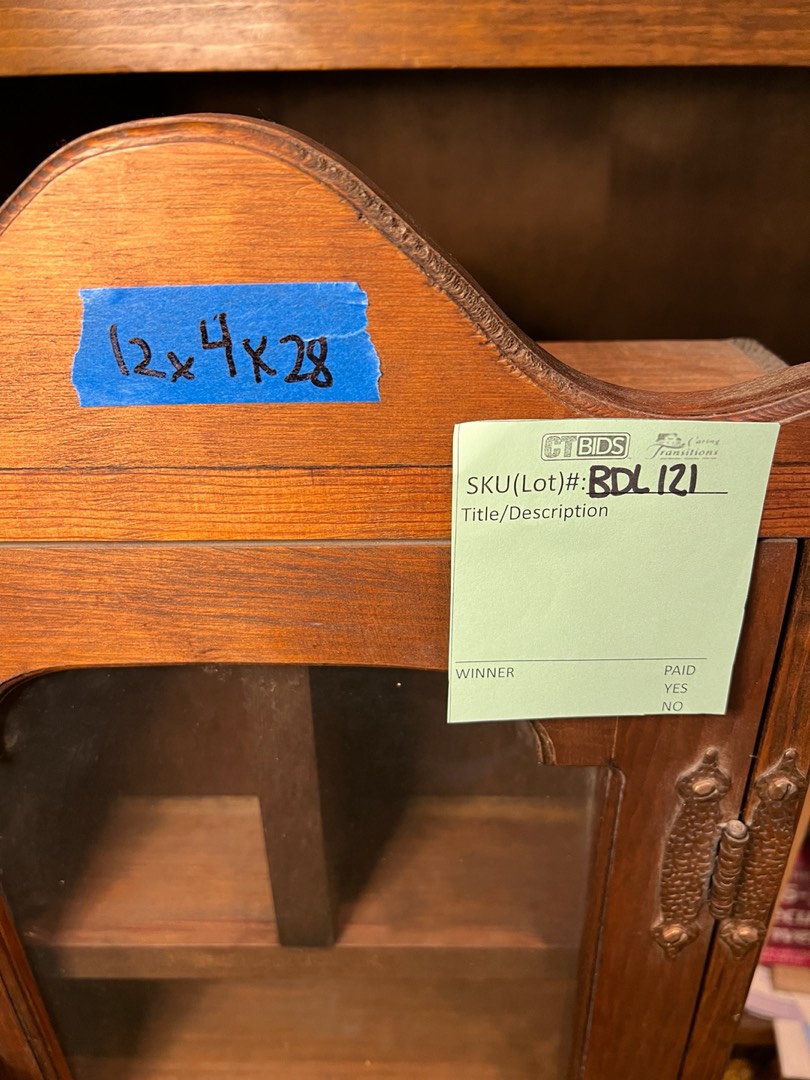 12x4x28
CTBIDS
Caring
Transitions
SKU(Lot)#:BDL121
Title/Description
WINNER
PAID
YES
NO